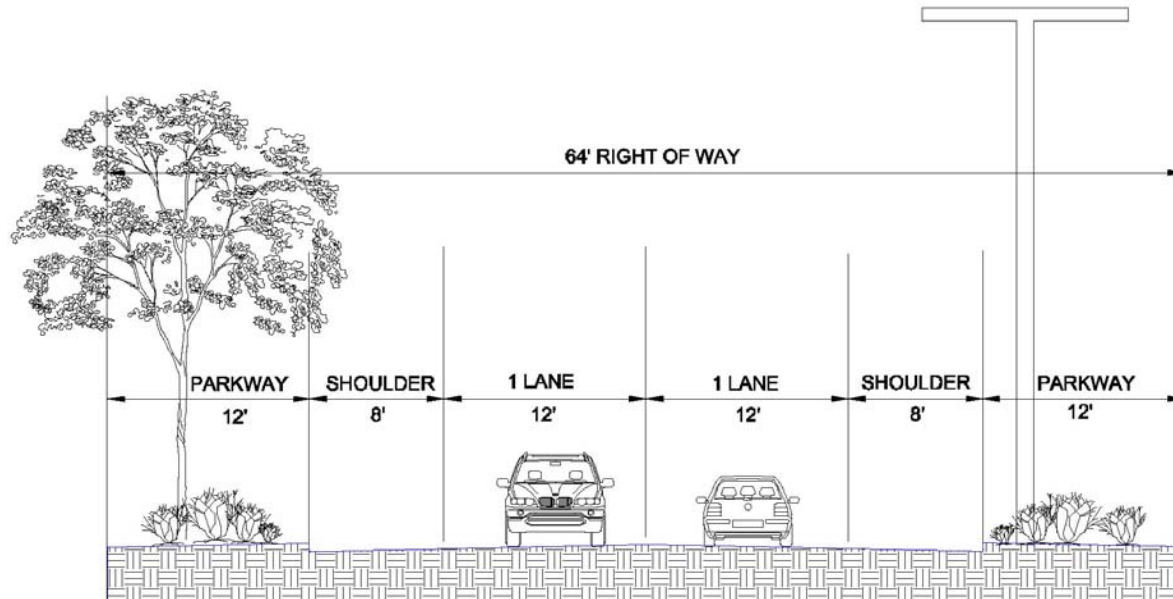 64' RIGHT OF WAY
PARKWAY SHOULDER 1 LANE 1 LANE SHOULDER PARKWAY
12' 8' 12' 12' 8' 12'